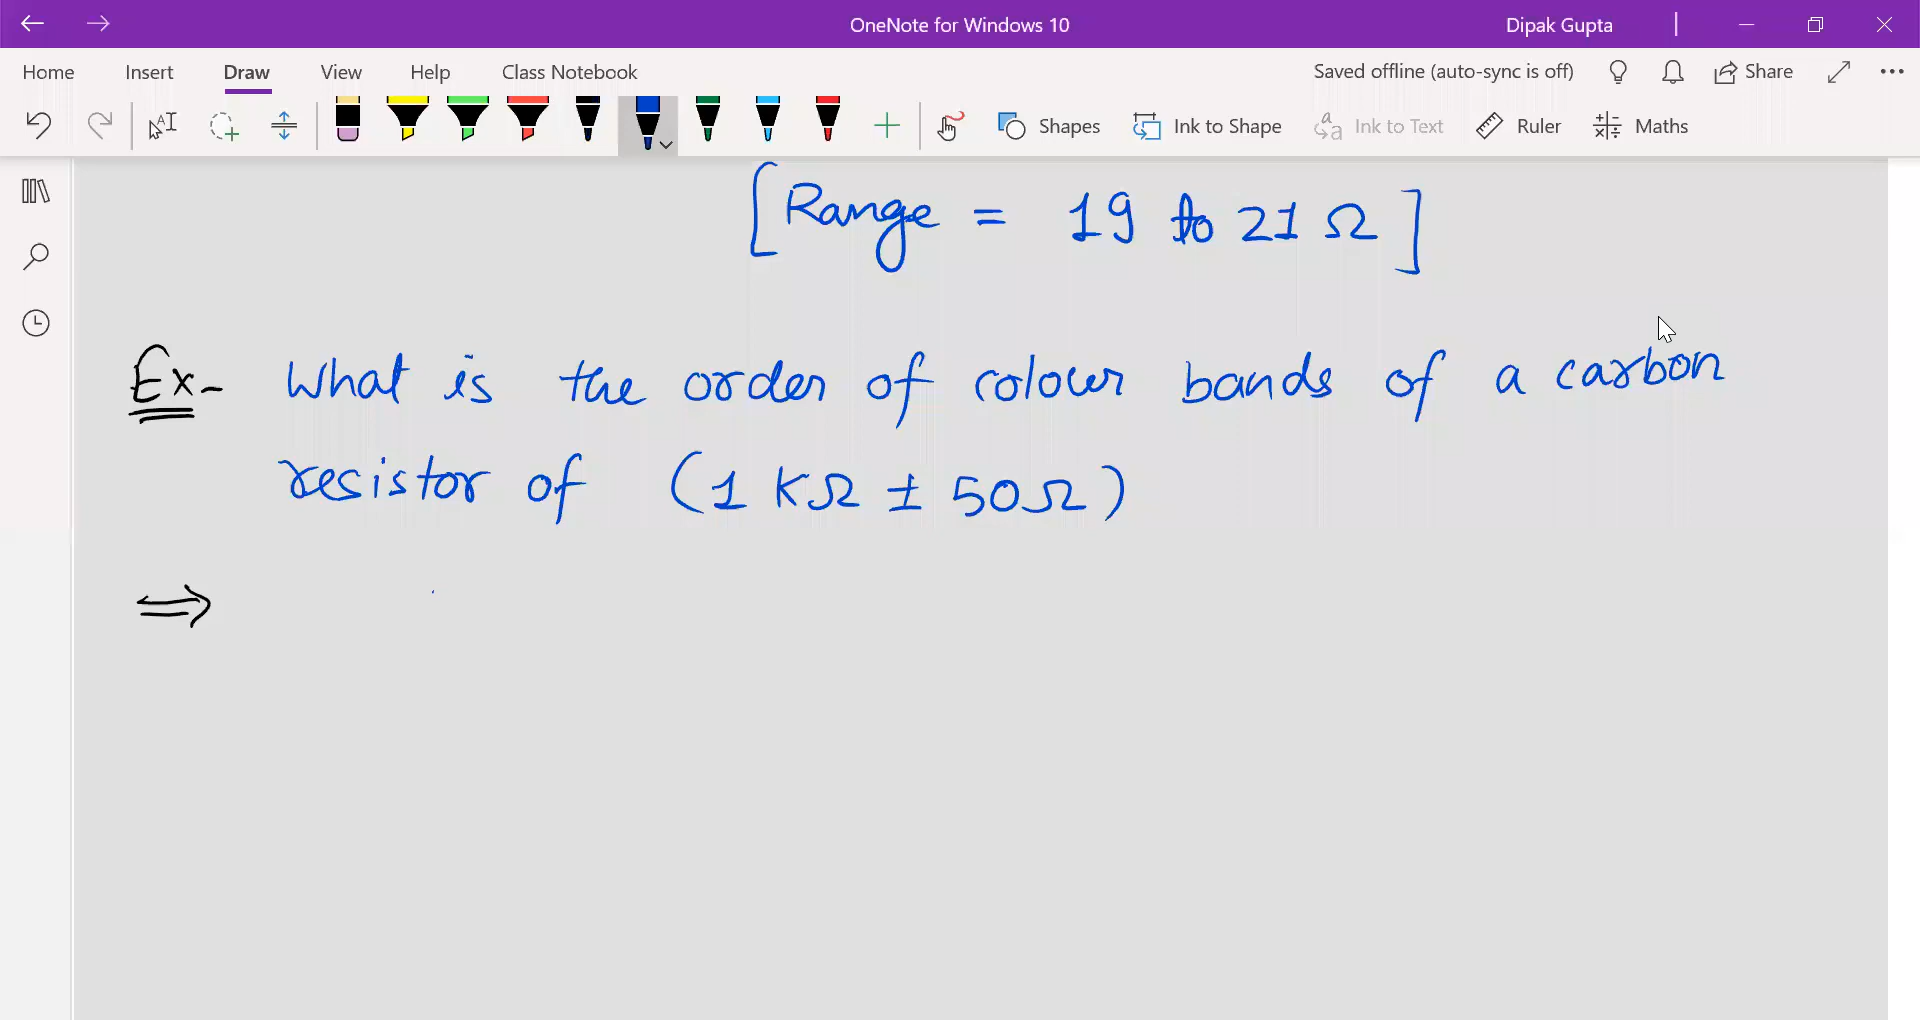 OneNote for Windows 10
Dipak Gupta
Home Insert Draw View Help Class Notebook
Saved offline (auto-sync is off) Share
Shapes Ink to Shape Ink to Text Ruler Maths
[Range = 19 to 21 Ω]
Ex- What is the order of colour bands of a carbon
resistor of (1 KΩ ± 50Ω)
⇒